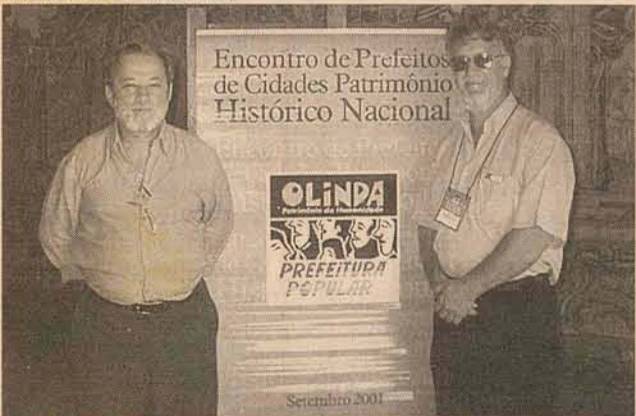 Encontro de Prefeitos
de Cidades Patrimônio
Histórico Nacional
OLINDA
Patrimônio da Humanidade
PREFEITURA
POPULAR
Setembro 2001